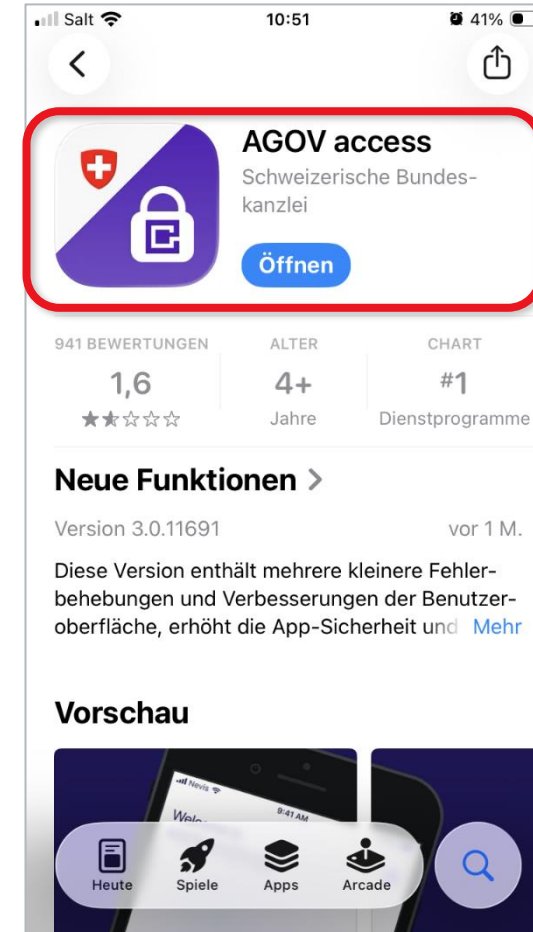 Salt 10:51 41%
AGOV access
Schweizerische Bundes-
kanzlei
Öffnen
941 BEWERTUNGEN ALTER CHART
1,6 4+ #1
Jahre Dienstprogramme
Neue Funktionen >
Version 3.0.11691 vor 1 M.
Diese Version enthält mehrere kleinere Fehler-
behebungen und Verbesserungen der Benutzer-
oberfläche, erhöht die App-Sicherheit und Mehr
Vorschau
Nevis 9:41 AM
Heute Spiele Apps Arcade